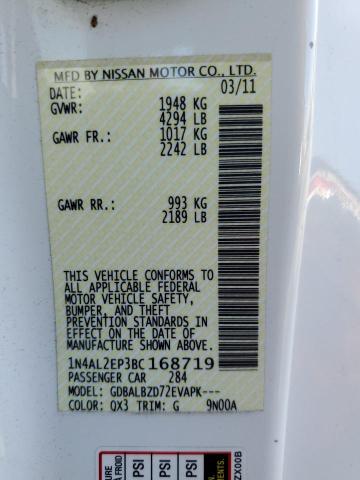 MFD BY NISSAN MOTOR CO., LTD.
DATE: 03/11
GVWR: 1948 KG
4294 LB
GAWR FR.: 1017 KG
2242 LB
GAWR RR.: 993 KG
2189 LB
THIS VEHICLE CONFORMS TO
ALL APPLICABLE FEDERAL
MOTOR VEHICLE SAFETY,
BUMPER, AND THEFT
PREVENTION STANDARDS IN
EFFECT ON THE DATE OF
MANUFACTURE SHOWN ABOVE.
1N4AL2EP3BC168719
PASSENGER CAR 284
MODEL: GDBALBZD72EVAPK---
COLOR: QX3 TRIM: G 9N00A
A FROID
PSI
PSI
PSI
ZX00B